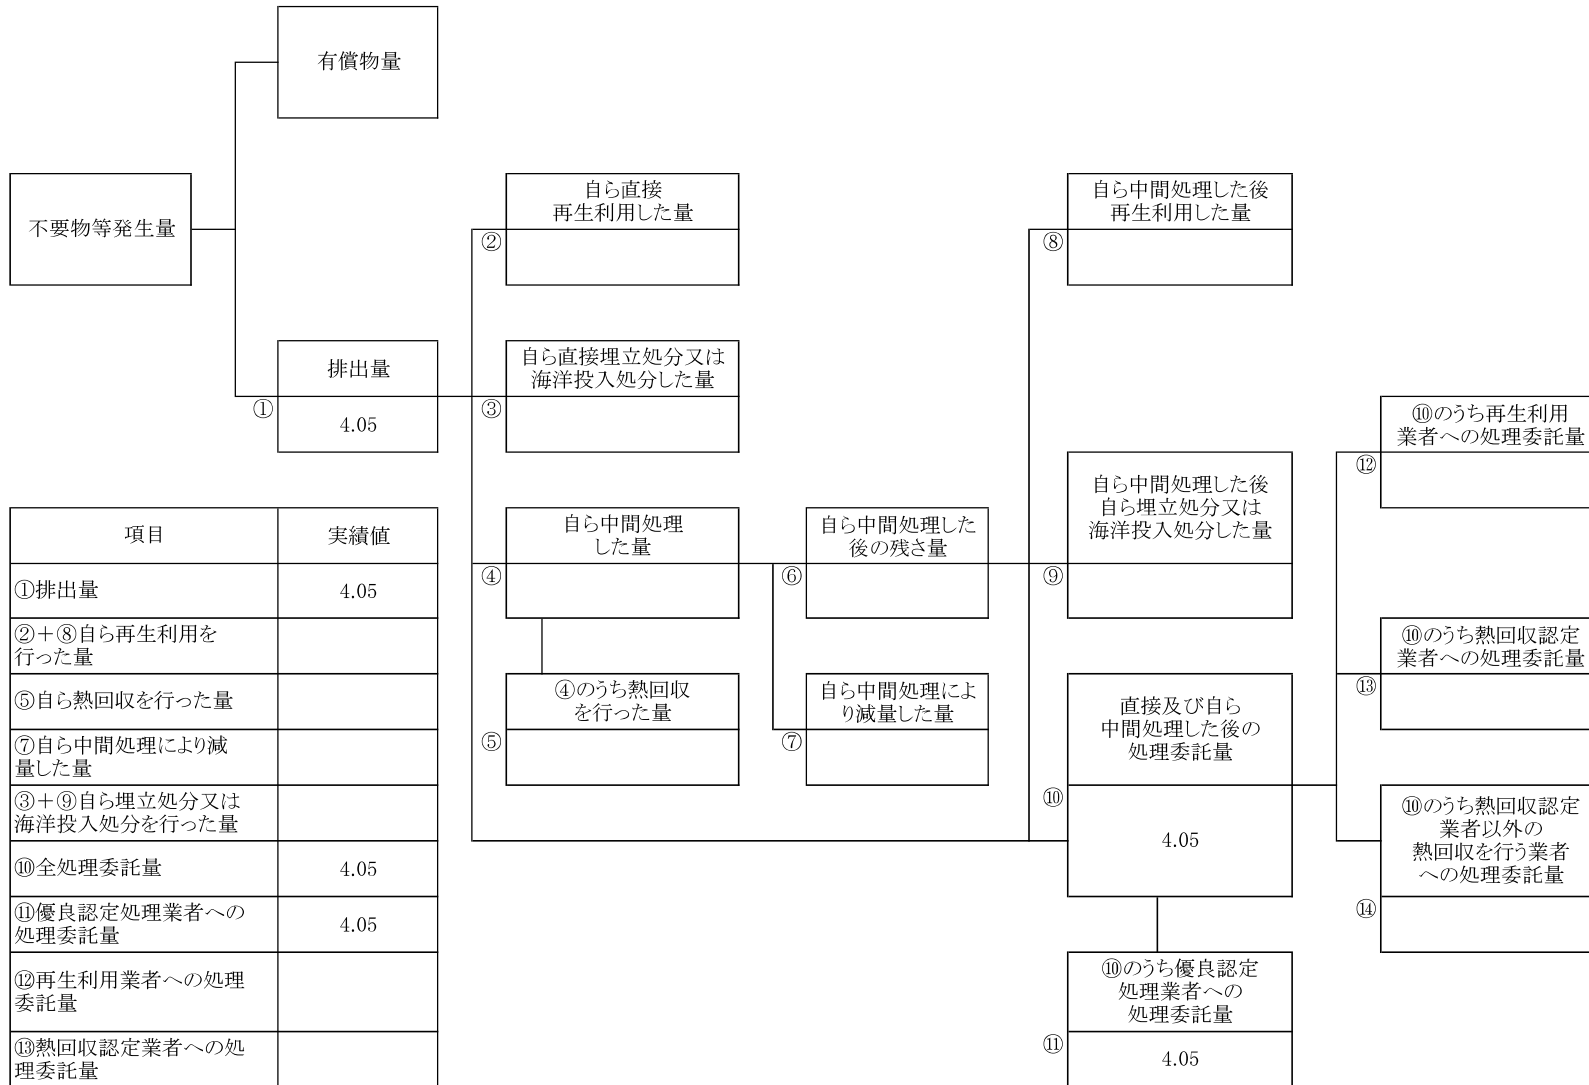 有償物量
不要物等発生量
自ら直接
再生利用した量
②
自ら中間処理した後
再生利用した量
⑧
排出量
①
4.05
自ら直接埋立処分又は
海洋投入処分した量
③
⑩のうち再生利用
業者への処理委託量
⑫
自ら中間処理
した量
④
自ら中間処理した
後の残さ量
⑥
自ら中間処理した後
自ら埋立処分又は
海洋投入処分した量
⑨
④のうち熱回収
を行った量
⑤
自ら中間処理によ
り減量した量
⑦
直接及び自ら
中間処理した後の
処理委託量
⑩
4.05
⑩のうち熱回収認定
業者への処理委託量
⑬
⑩のうち熱回収認定
業者以外の
熱回収を行う業者
への処理委託量
⑭
⑩のうち優良認定
処理業者への
処理委託量
⑪
4.05
項目 実績値
①排出量 4.05
②＋⑧自ら再生利用を
行った量
⑤自ら熱回収を行った量
⑦自ら中間処理により減
量した量
③＋⑨自ら埋立処分又は
海洋投入処分を行った量
⑩全処理委託量 4.05
⑪優良認定処理業者への
処理委託量 4.05
⑫再生利用業者への処理
委託量
⑬熱回収認定業者への処
理委託量